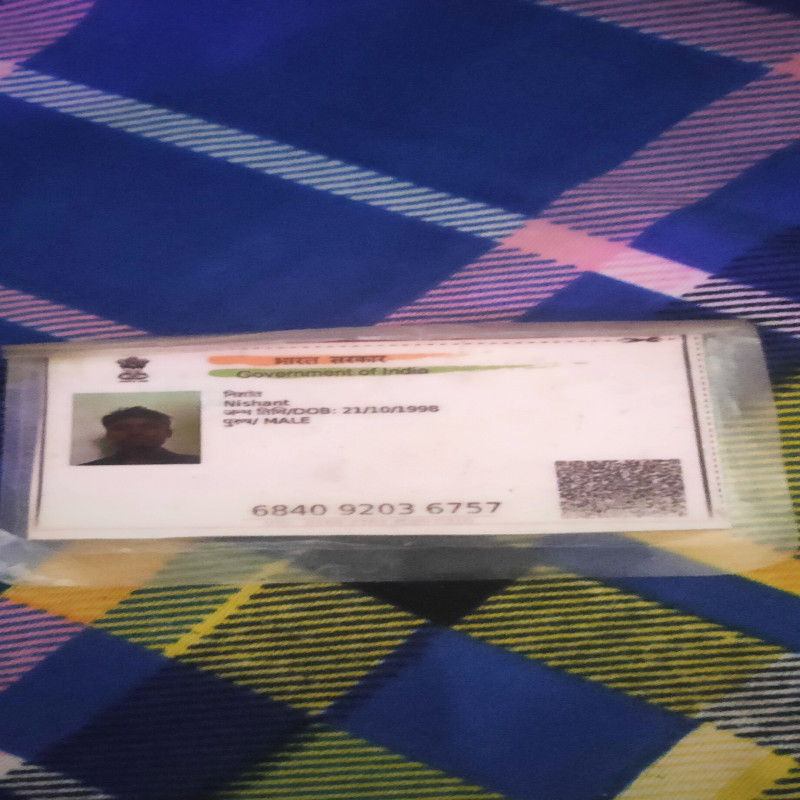 भारत सरकार
Government of India
निशांत
Nishant
जन्म तिथि/DOB: 21/10/1998
पुरुष/ MALE
6840 9203 6757